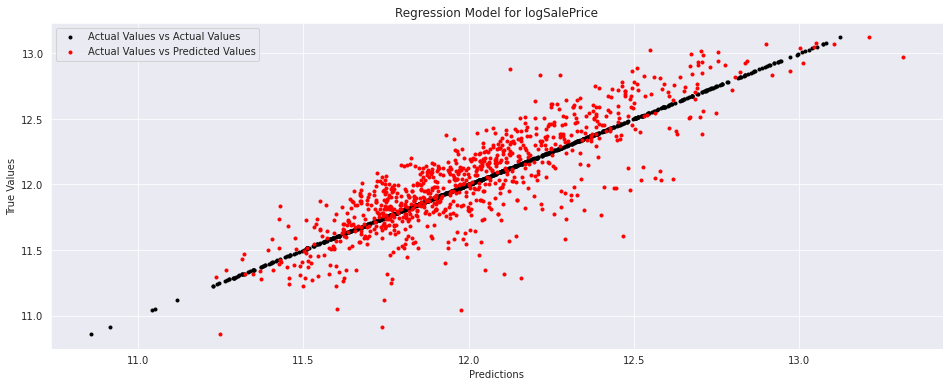 Regression Model for logSalePrice
Actual Values vs Actual Values
Actual Values vs Predicted Values
True Values
13.0
12.5
12.0
11.5
11.0
11.0
11.5
12.0
12.5
13.0
Predictions